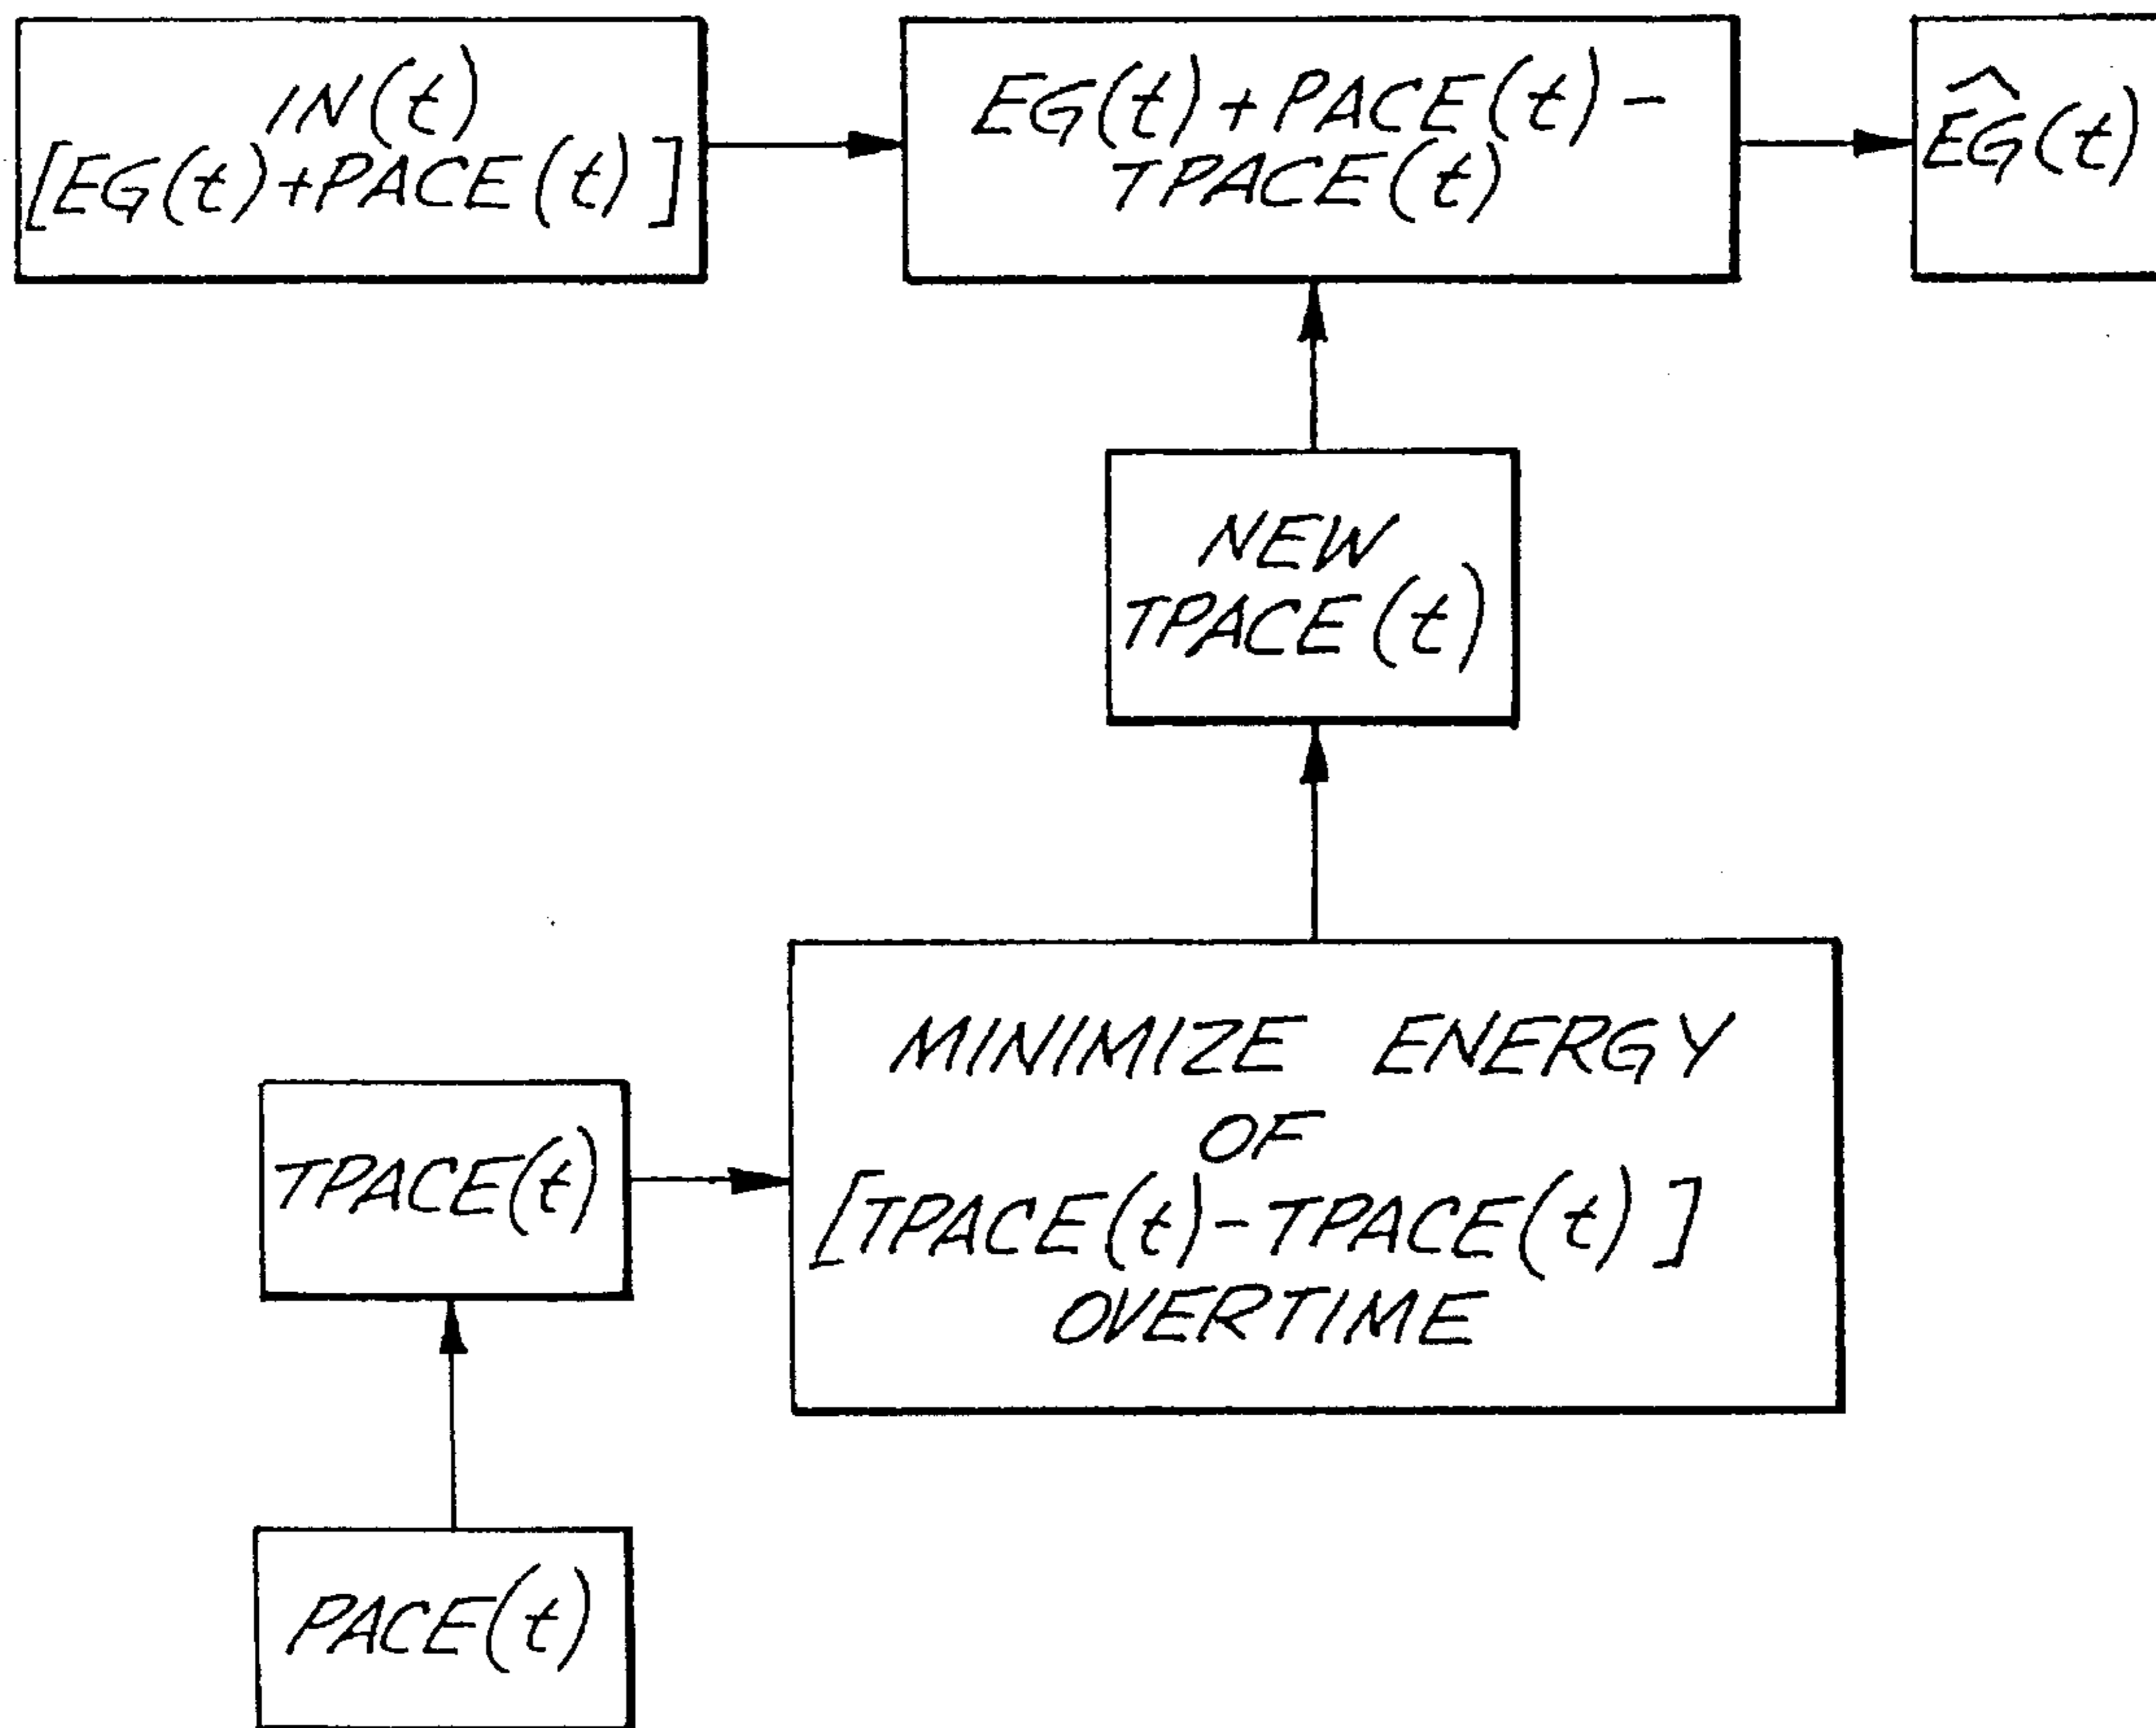 IN(t)
[EG(t)+PACE(t)]
EG(t)+PACE(t)-
TPACE(t)
ÊG(t)
NEW
TPACE(t)
MINIMIZE ENERGY
OF
[TPACE(t)-TPACE(t)]
OVERTIME
TPACE(t)
PACE(t)